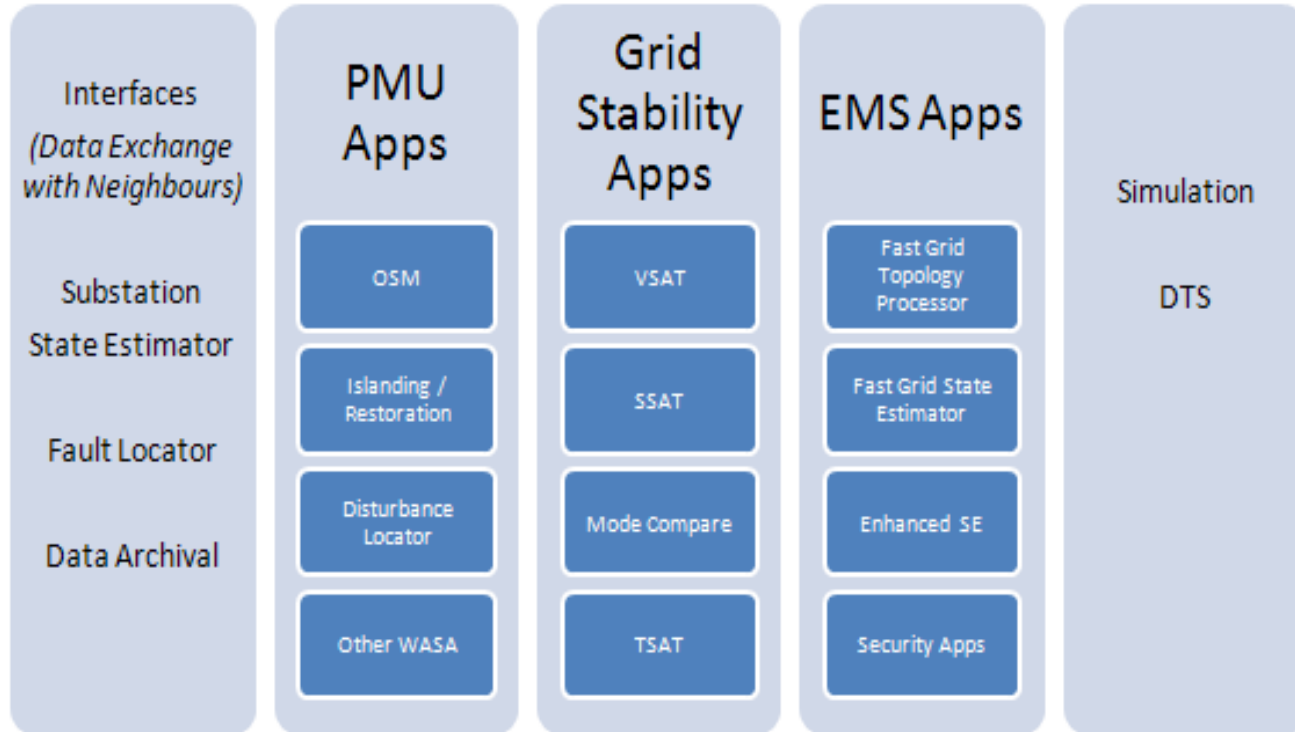 Interfaces
(Data Exchange
with Neighbours)
Substation
State Estimator
Fault Locator
Data Archival
PMU
Apps
OSM
Islanding /
Restoration
Disturbance
Locator
Other WASA
Grid
Stability
Apps
VSAT
SSAT
Mode Compare
TSAT
EMS Apps
Fast Grid
Topology
Processor
Fast Grid State
Estimator
Enhanced SE
Security Apps
Simulation
DTS